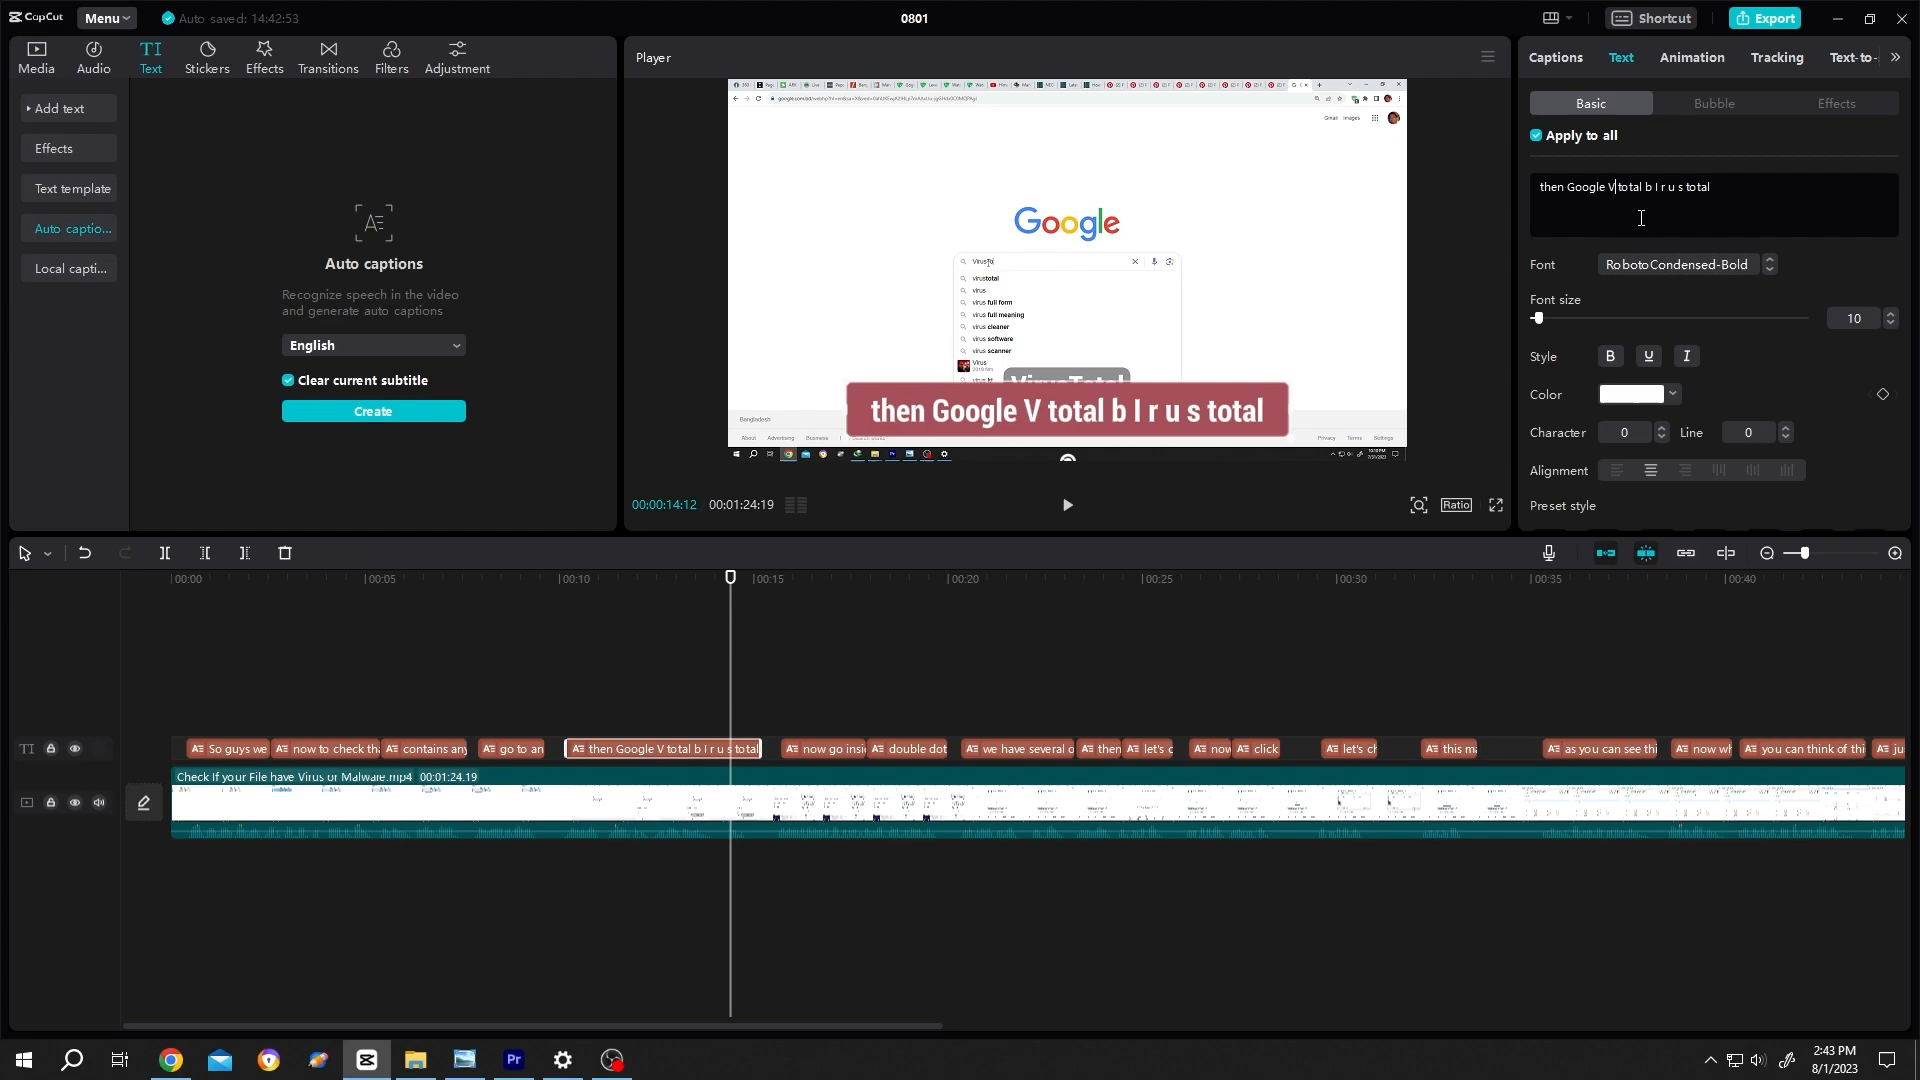 CapCut
Menu
Auto saved: 14:42:53
0801
Shortcut
Export
Media
Audio
Text
Stickers
Effects
Transitions
Filters
Adjustment
Add text
Effects
Text template
Auto captio...
Local capti...
Auto captions
Recognize speech in the video
and generate auto captions
English
Clear current subtitle
Create
Player
Gmail Images
Google
virustotal
virus
virus full form
virus full meaning
virus cleaner
virus software
virus scanner
Virus
VirusTotal
then Google V total b I r u s total
Bangladesh
About Advertising Business
Privacy Terms Settings
00:00:14:12 00:01:24:19
Ratio
Captions
Text
Animation
Tracking
Text-to-
Basic
Bubble
Effects
Apply to all
then Google V total b I r u s total
Font
RobotoCondensed-Bold
Font size
10
Style
B U I
Color
Character 0
Line 0
Alignment
Preset style
00:00
00:05
00:10
00:15
00:20
00:25
00:30
00:35
00:40
So guys we
now to check tha
contains any
go to an
then Google V total b I r u s total
now go insi
double dot
we have several o
then
let's c
now
click
let's ch
this ma
as you can see thi
now wh
you can think of thi
ju
Check If your File have Virus or Malware.mp4 00:01:24.19
Pr
2:43 PM
8/1/2023